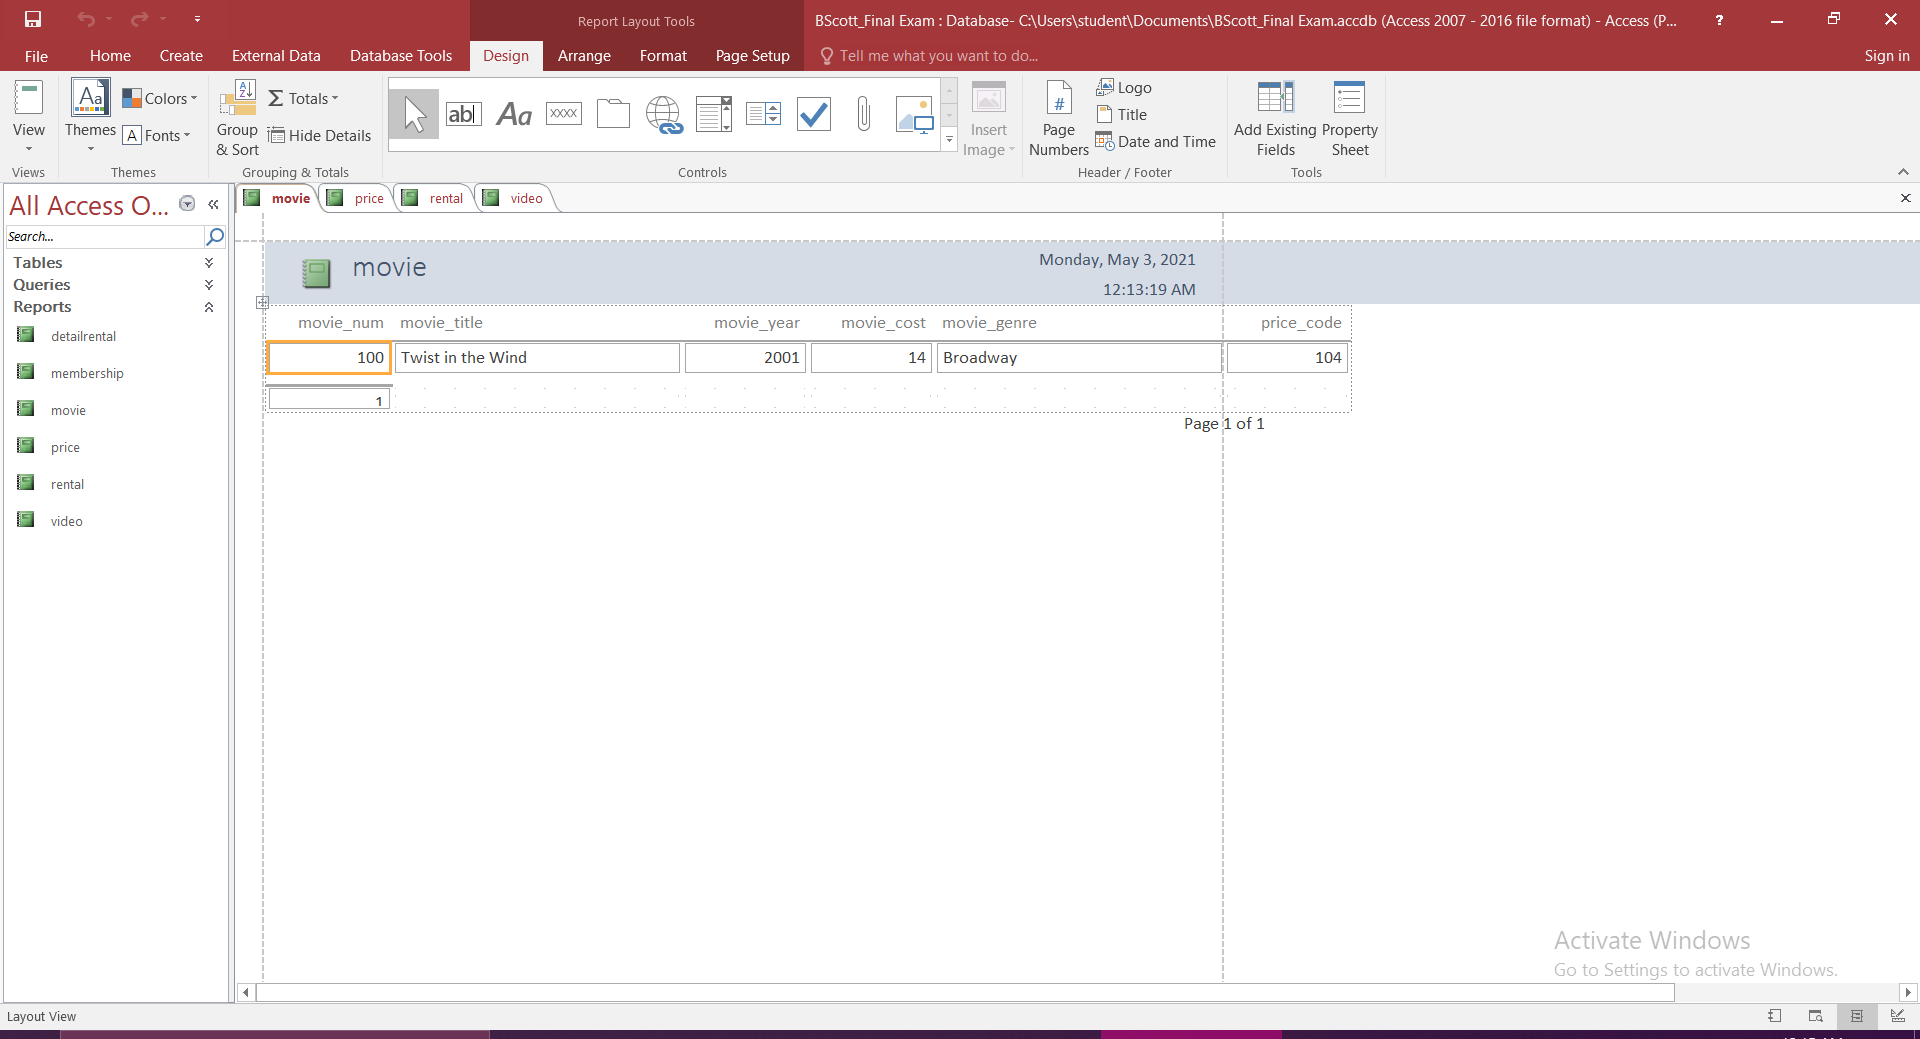 Report Layout Tools
BScott_Final Exam : Database- C:\Users\student\Documents\BScott_Final Exam.accdb (Access 2007 - 2016 file format) - Access (P...
?
File Home Create External Data Database Tools Design Arrange Format Page Setup Tell me what you want to do... Sign in
View
Views
Aa
Themes
Colors
A Fonts
Themes
A Z
Group & Sort
Σ Totals
Hide Details
Grouping & Totals
ab| Aa XXXX
Controls
Insert Image
# Page Numbers
Logo
Title
Date and Time
Header / Footer
Add Existing Fields
Property Sheet
Tools
All Access O...
Search...
Tables
Queries
Reports
detailrental
membership
movie
price
rental
video
movie price rental video
movie
Monday, May 3, 2021
12:13:19 AM
movie_num movie_title movie_year movie_cost movie_genre price_code
100 Twist in the Wind 2001 14 Broadway 104
1
Page 1 of 1
Activate Windows
Go to Settings to activate Windows.
Layout View